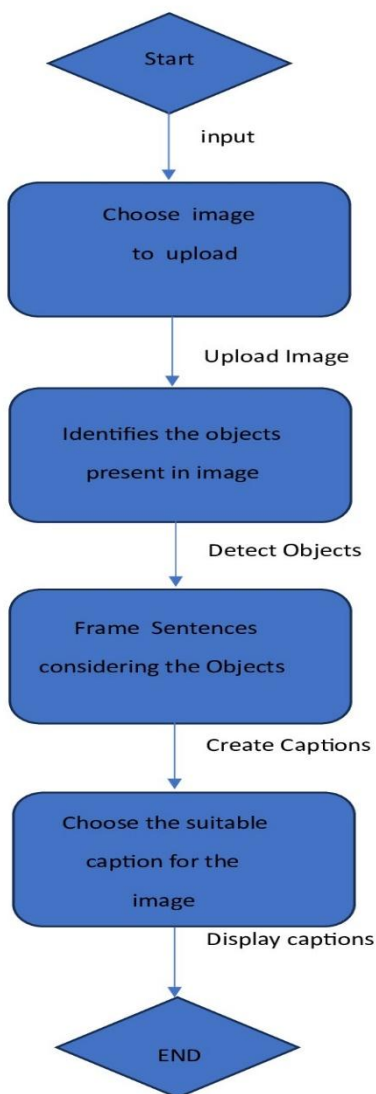 Start
input
Choose image
to upload
Upload Image
Identifies the objects
present in image
Detect Objects
Frame Sentences
considering the Objects
Create Captions
Choose the suitable
caption for the
image
Display captions
END